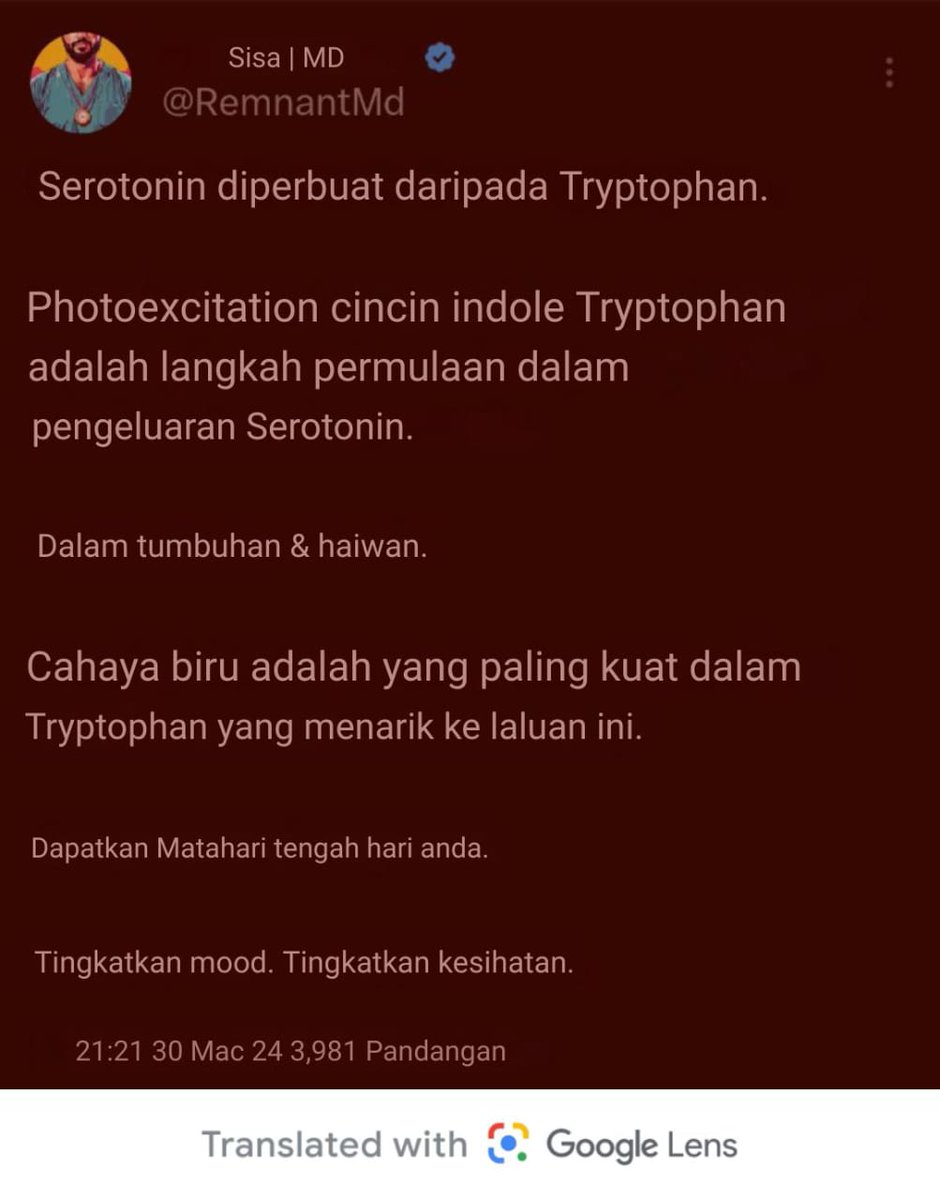 Sisa | MD
@RemnantMd
Serotonin diperbuat daripada Tryptophan.
Photoexcitation cincin indole Tryptophan
adalah langkah permulaan dalam
pengeluaran Serotonin.
Dalam tumbuhan & haiwan.
Cahaya biru adalah yang paling kuat dalam
Tryptophan yang menarik ke laluan ini.
Dapatkan Matahari tengah hari anda.
Tingkatkan mood. Tingkatkan kesihatan.
21:21 30 Mac 24 3,981 Pandangan
Translated with Google Lens